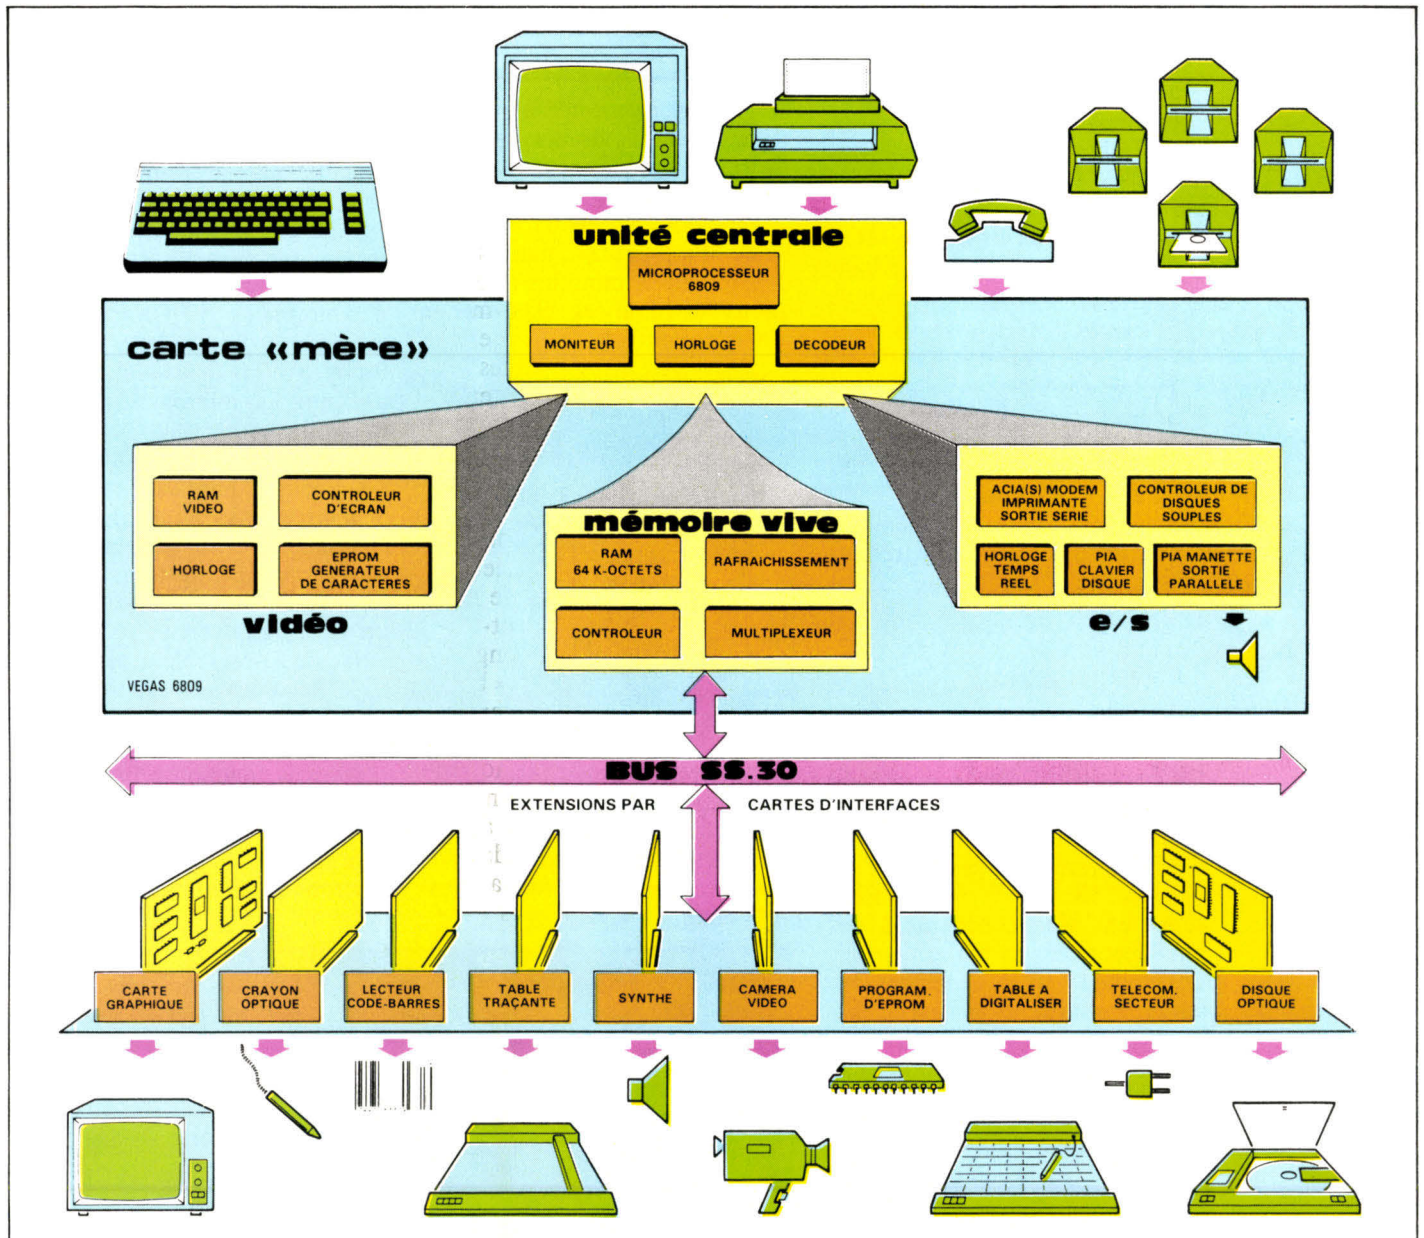 unité centrale
MICROPROCESSEUR
6809
MONITEUR
HORLOGE
DECODEUR
carte «mère»
RAM
VIDEO
CONTROLEUR
D'ECRAN
HORLOGE
EPROM
GENERATEUR
DE CARACTERES
vidéo
VEGAS 6809
mémoire vive
RAM
64 K-OCTETS
RAFRAiCHISSEMENT
CONTROLEUR
MULTIPLEXEUR
ACIA(S) MODEM
IMPRIMANTE
SORTIE SERIE
CONTROLEUR DE
DISQUES
SOUPLES
HORLOGE
TEMPS
REEL
PIA
CLAVIER
DISQUE
PIA MANETTE
SORTIE
PARALLELE
e/s
BUS SS.30
EXTENSIONS PAR CARTES D'INTERFACES
CARTE
GRAPHIQUE
CRAYON
OPTIQUE
LECTEUR
CODE-BARRES
TABLE
TRAÇANTE
SYNTHE
CAMERA
VIDEO
PROGRAM.
D'EPROM
TABLE A
DIGITALISER
TELECOM.
SECTEUR
DISQUE
OPTIQUE